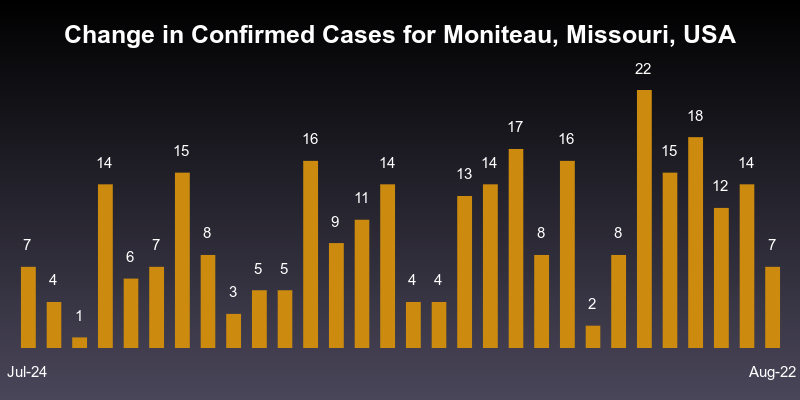 Change in Confirmed Cases for Moniteau, Missouri, USA
7 4 1 14 6 7 15 8 3 5 5 16 9 11 14 4 4 13 14 17 8 16 2 8 22 15 18 12 14 7
Jul-24 Aug-22